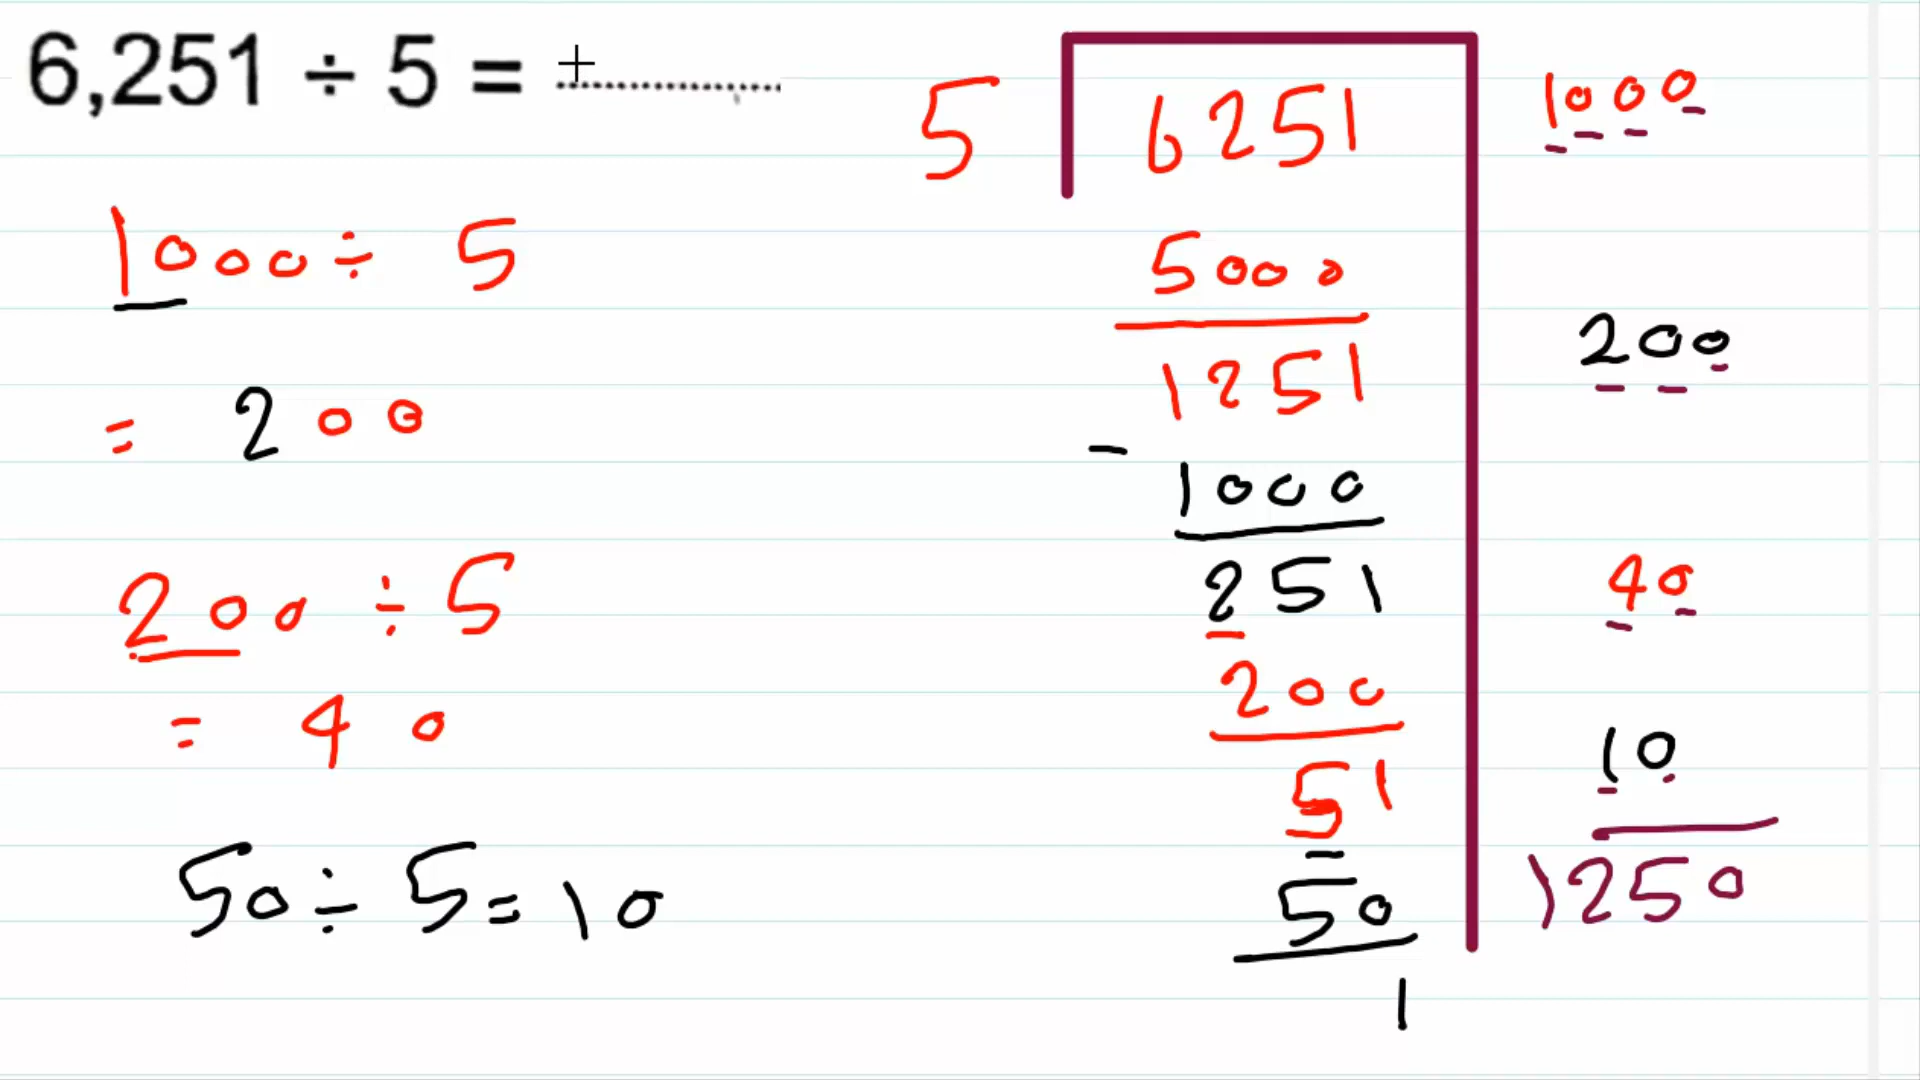 6,251 ÷ 5 = ............
1000 ÷ 5
= 200
200 ÷ 5
= 40
50 ÷ 5 = 10
5 6251 1000
5000
1251 200
- 1000
251 40
200
51 10
50 1250
1